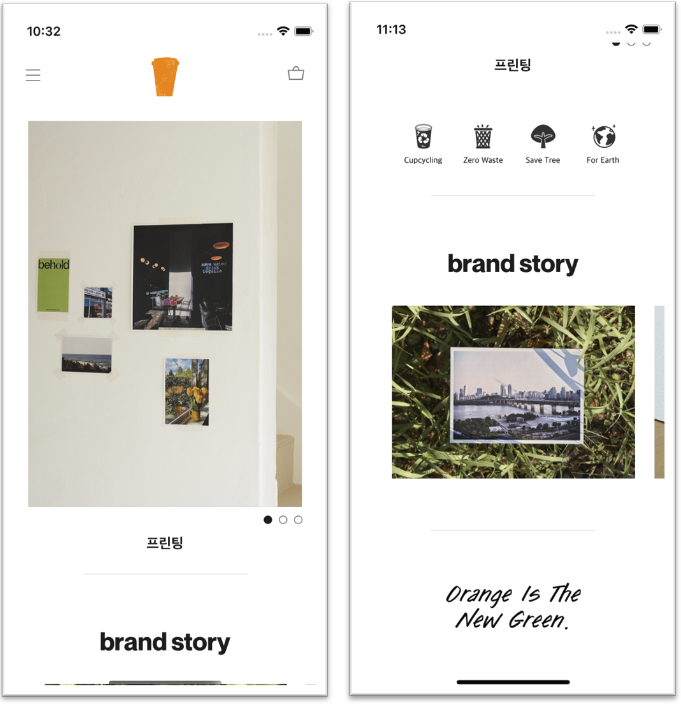 10:32
behold
프린팅
brand story
11:13
프린팅
Cupcycling
Zero Waste
Save Tree
For Earth
brand story
Orange Is The
New Green.